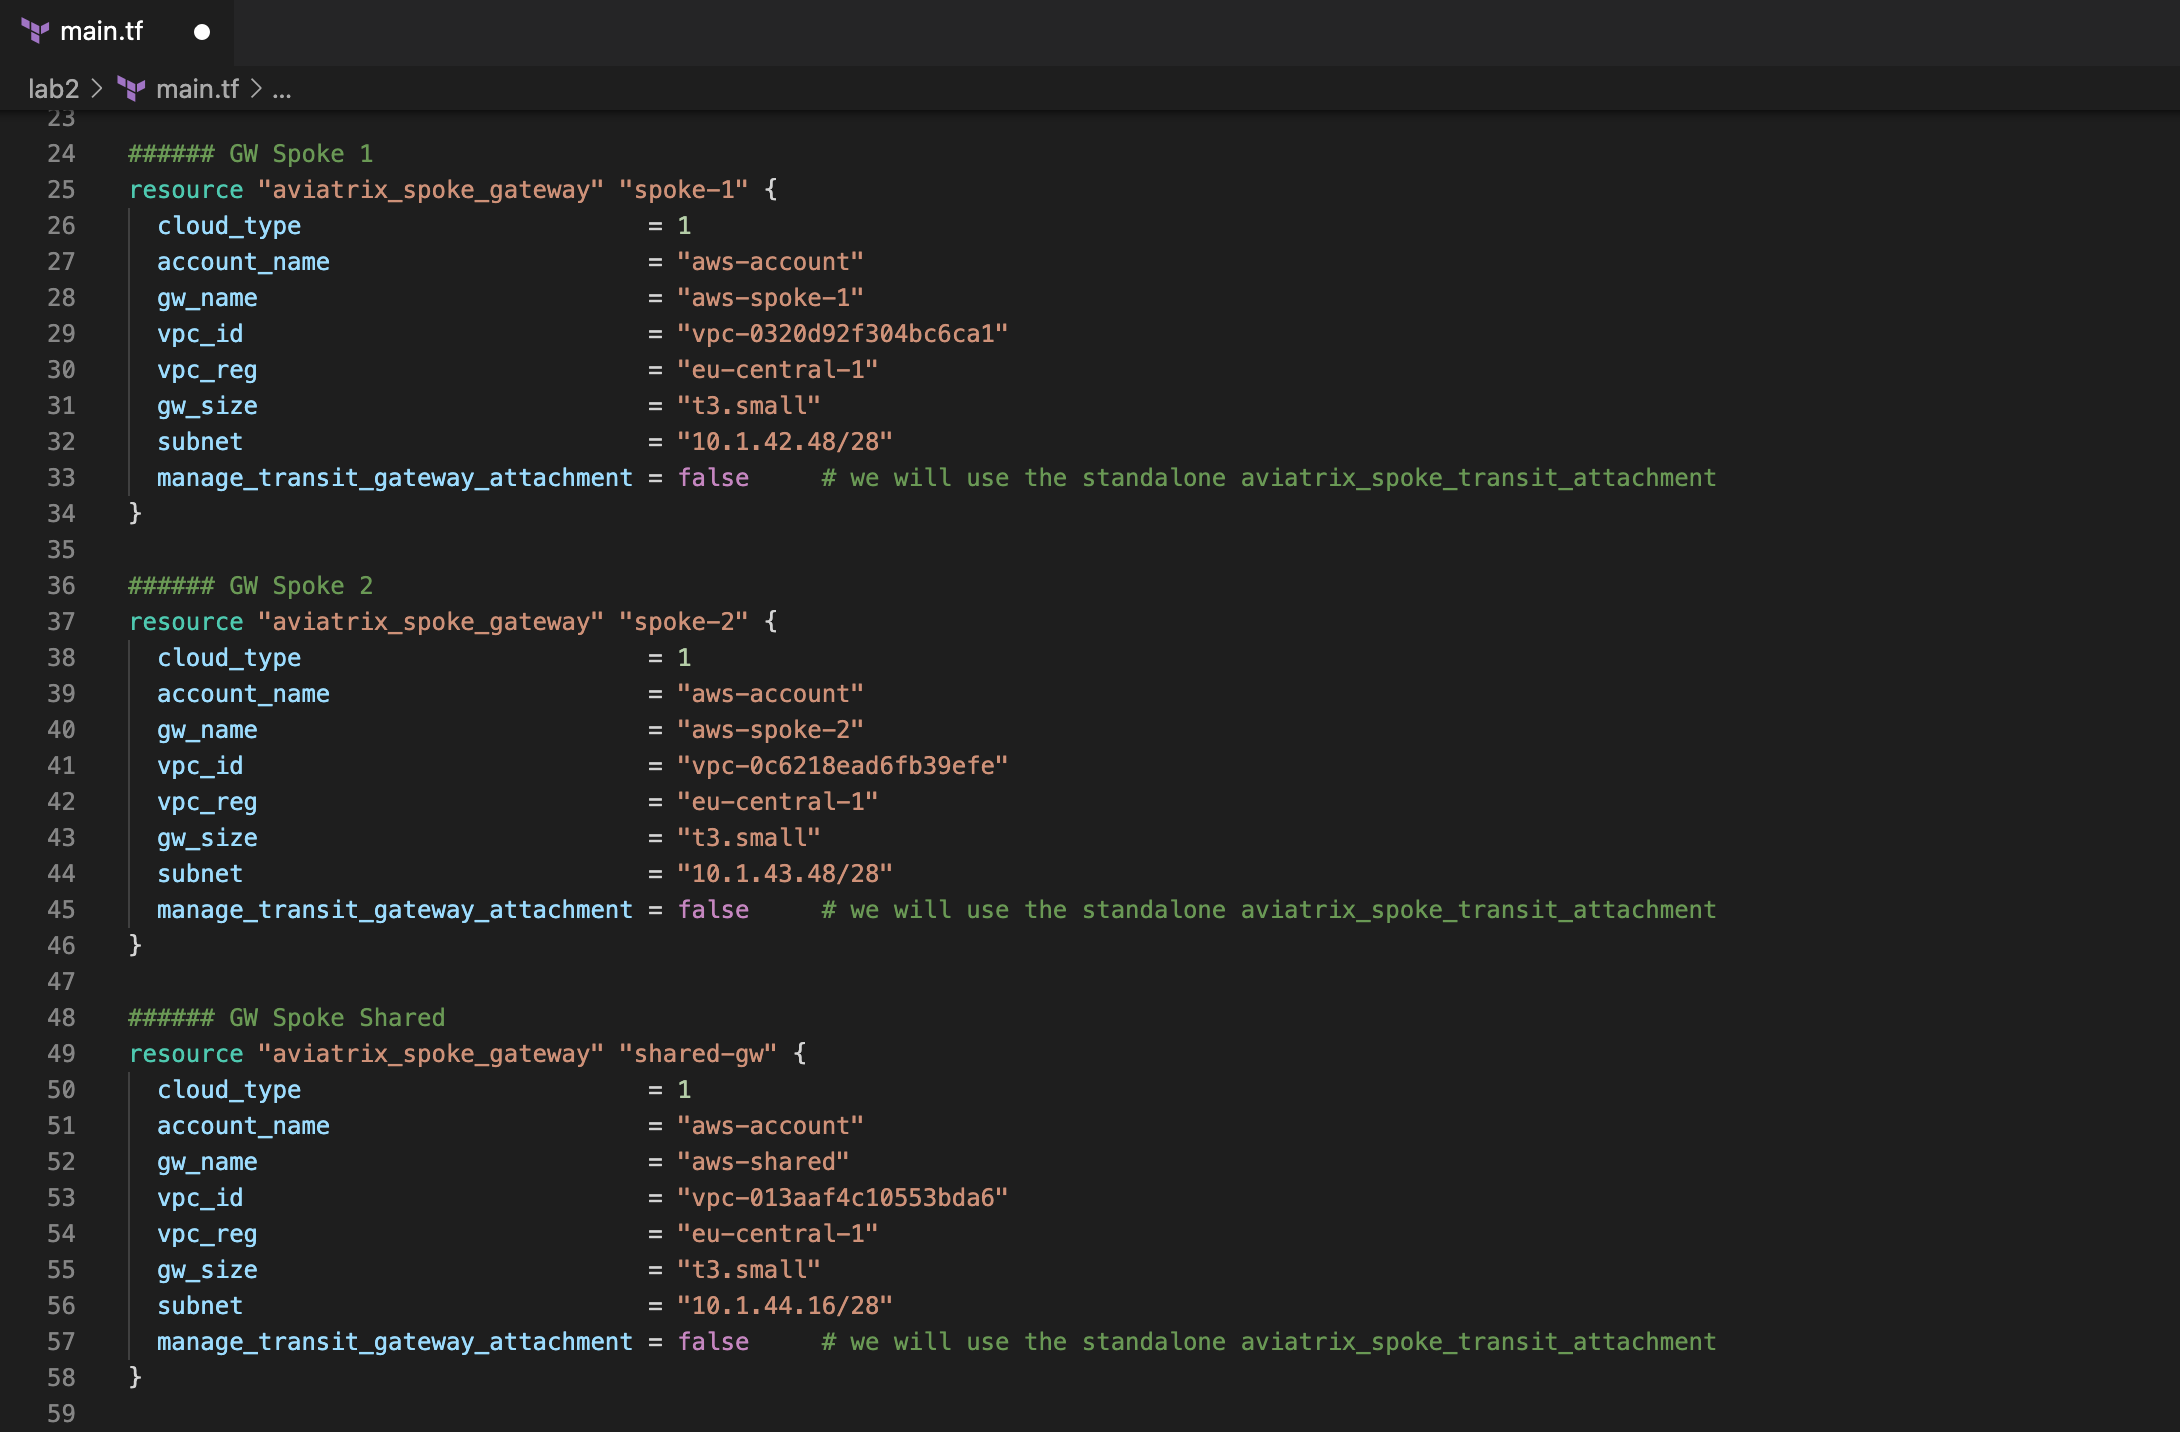 main.tf
lab2 > main.tf > ...
23
24 ###### GW Spoke 1
25 resource "aviatrix_spoke_gateway" "spoke-1" {
26   cloud_type                        = 1
27   account_name                      = "aws-account"
28   gw_name                           = "aws-spoke-1"
29   vpc_id                            = "vpc-0320d92f304bc6ca1"
30   vpc_reg                           = "eu-central-1"
31   gw_size                           = "t3.small"
32   subnet                            = "10.1.42.48/28"
33   manage_transit_gateway_attachment = false     # we will use the standalone aviatrix_spoke_transit_attachment
34 }
35
36 ###### GW Spoke 2
37 resource "aviatrix_spoke_gateway" "spoke-2" {
38   cloud_type                        = 1
39   account_name                      = "aws-account"
40   gw_name                           = "aws-spoke-2"
41   vpc_id                            = "vpc-0c6218ead6fb39efe"
42   vpc_reg                           = "eu-central-1"
43   gw_size                           = "t3.small"
44   subnet                            = "10.1.43.48/28"
45   manage_transit_gateway_attachment = false     # we will use the standalone aviatrix_spoke_transit_attachment
46 }
47
48 ###### GW Spoke Shared
49 resource "aviatrix_spoke_gateway" "shared-gw" {
50   cloud_type                        = 1
51   account_name                      = "aws-account"
52   gw_name                           = "aws-shared"
53   vpc_id                            = "vpc-013aaf4c10553bda6"
54   vpc_reg                           = "eu-central-1"
55   gw_size                           = "t3.small"
56   subnet                            = "10.1.44.16/28"
57   manage_transit_gateway_attachment = false     # we will use the standalone aviatrix_spoke_transit_attachment
58 }
59